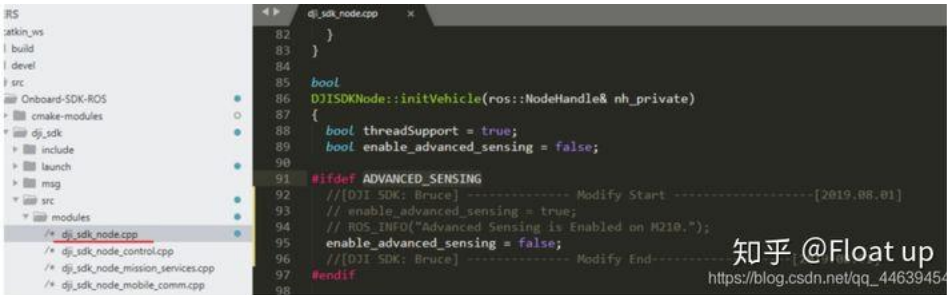 RS
catkin_ws
build
devel
src
Onboard-SDK-ROS
cmake-modules
dji_sdk
include
launch
msg
src
modules
/* dji_sdk_node.cpp
/* dji_sdk_node_control.cpp
/* dji_sdk_node_mission_services.cpp
/* dji_sdk_node_mobile_comm.cpp
dji_sdk_node.cpp ×
82 }
83 }
84
85 bool
86 DJISDKNode::initVehicle(ros::NodeHandle& nh_private)
87 {
88 bool threadSupport = true;
89 bool enable_advanced_sensing = false;
90
91 #ifdef ADVANCED_SENSING
92 //[DJI SDK: Bruce] -------------- Modify Start -------------------[2019.08.01]
93 // enable_advanced_sensing = true;
94 // ROS_INFO("Advanced Sensing is Enabled on M210.");
95 enable_advanced_sensing = false;
96 //[DJI SDK: Bruce] -------------- Modify End
97 #endif
98
知乎 @Float up
https://blog.csdn.net/qq_44639454